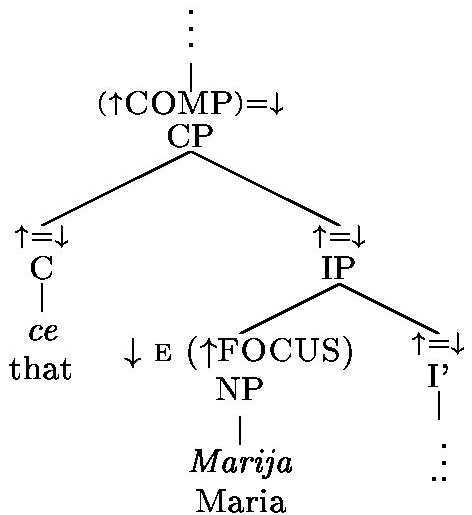 (↑COMP)=↓
CP
↑=↓ ↑=↓
C IP
ce
that
↓ E (↑FOCUS) ↑=↓
NP I'
Marija
Maria